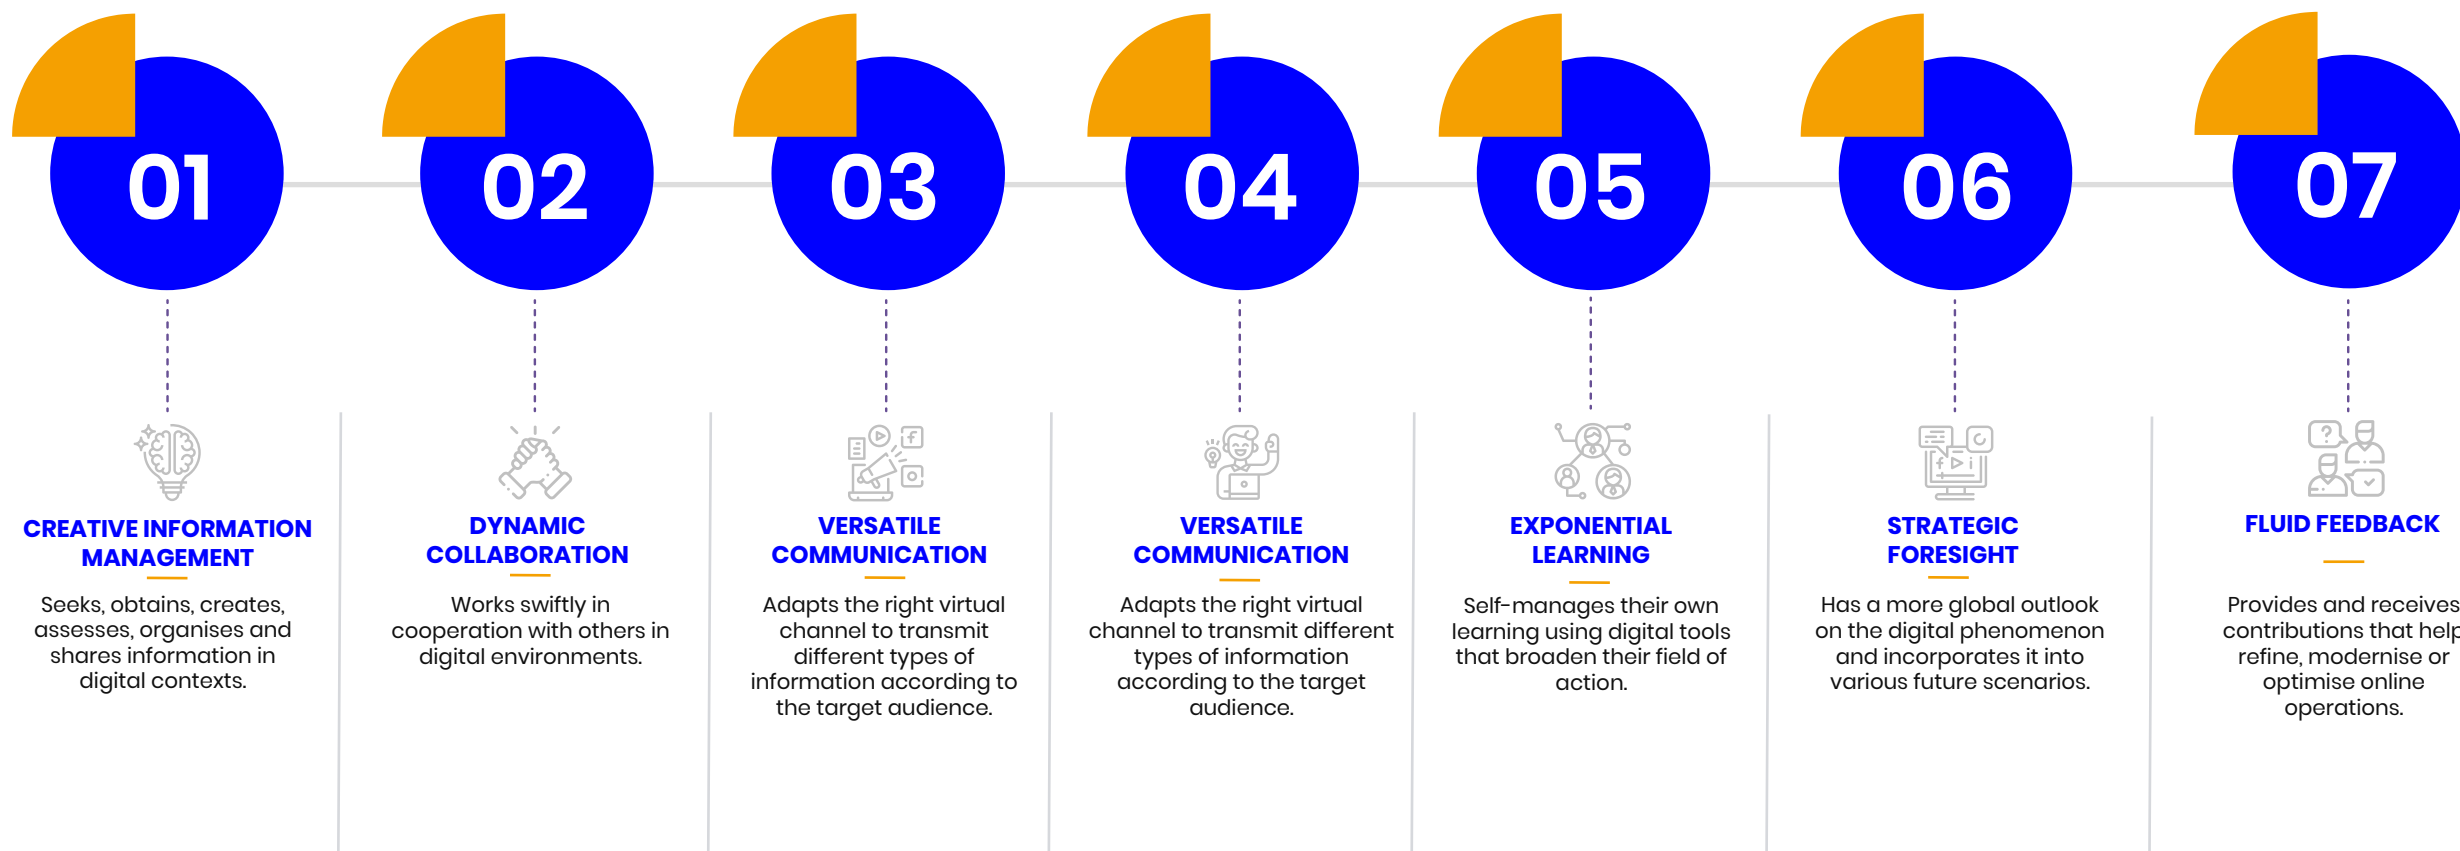 01
02
03
04
05
06
07
CREATIVE INFORMATION
MANAGEMENT
Seeks, obtains, creates,
assesses, organises and
shares information in
digital contexts.
DYNAMIC
COLLABORATION
Works swiftly in
cooperation with others in
digital environments.
VERSATILE
COMMUNICATION
Adapts the right virtual
channel to transmit
different types of
information according to
the target audience.
VERSATILE
COMMUNICATION
Adapts the right virtual
channel to transmit different
types of information
according to the target
audience.
EXPONENTIAL
LEARNING
Self-manages their own
learning using digital tools
that broaden their field of
action.
STRATEGIC
FORESIGHT
Has a more global outlook
on the digital phenomenon
and incorporates it into
various future scenarios.
FLUID FEEDBACK
Provides and receives
contributions that help
refine, modernise or
optimise online
operations.